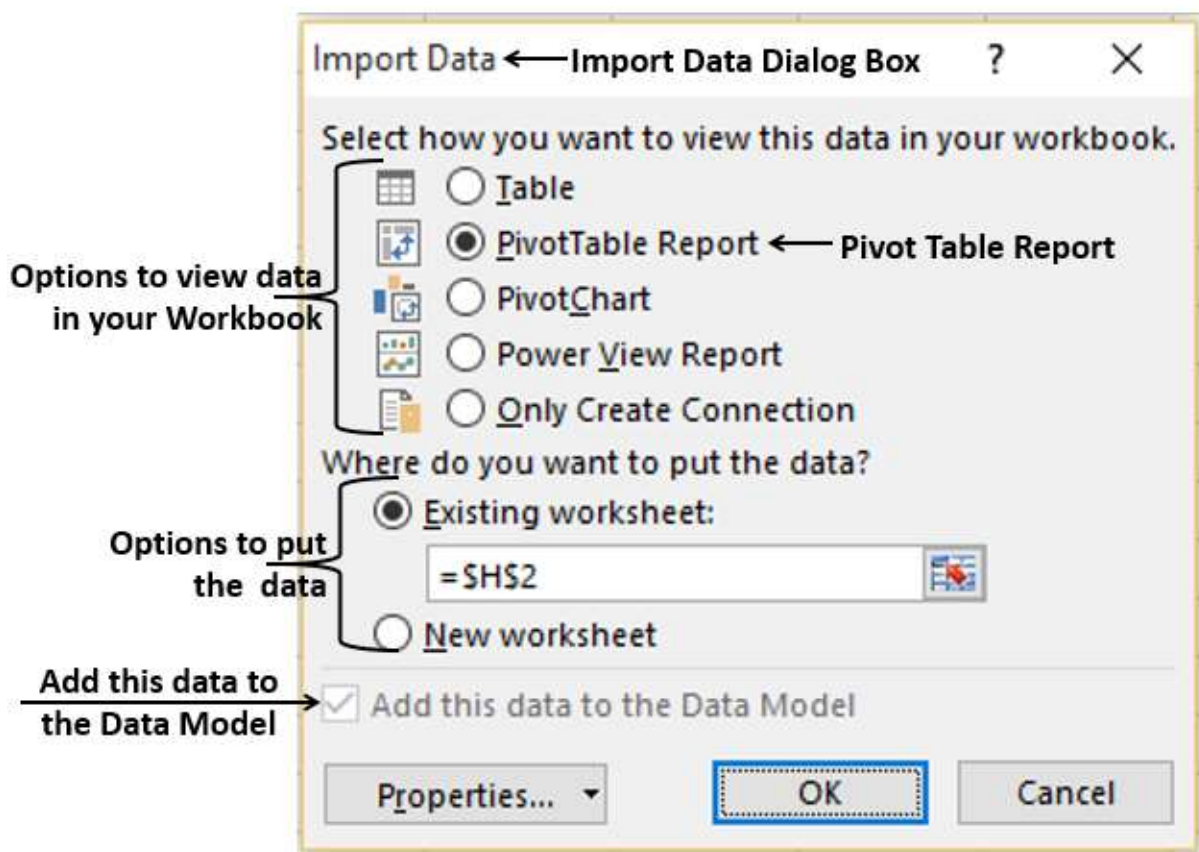 Import Data
Import Data Dialog Box
?
Select how you want to view this data in your workbook.
Table
PivotTable Report
Pivot Table Report
Options to view data
in your Workbook
PivotChart
Power View Report
Only Create Connection
Where do you want to put the data?
Existing worksheet:
Options to put
the data
=$H$2
New worksheet
Add this data to
the Data Model
Add this data to the Data Model
Properties...
OK
Cancel